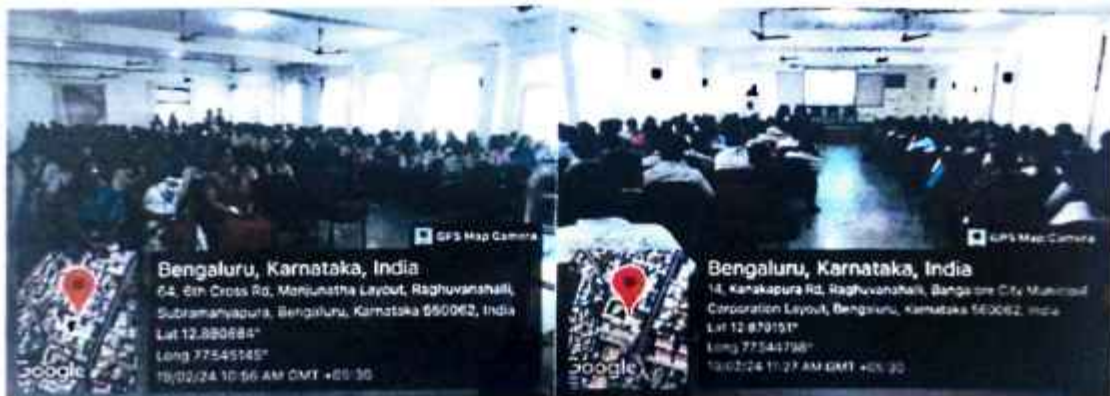 GPS Map Camera
Bengaluru, Karnataka, India
64, 6th Cross Rd, Manjunatha Layout, Raghuvanahalli,
Subramanyapura, Bengaluru, Karnataka 560062, India
Lat 12.880684°
Long 77.545145°
19/02/24 10:56 AM GMT +05:30
Google
GPS Map Camera
Bengaluru, Karnataka, India
14, Kanakapura Rd, Raghuvanahalli, Bangalore City Municipal
Corporation Layout, Bengaluru, Karnataka 560062, India
Lat 12.879151°
Long 77.544798°
19/02/24 11:27 AM GMT +05:30
Google